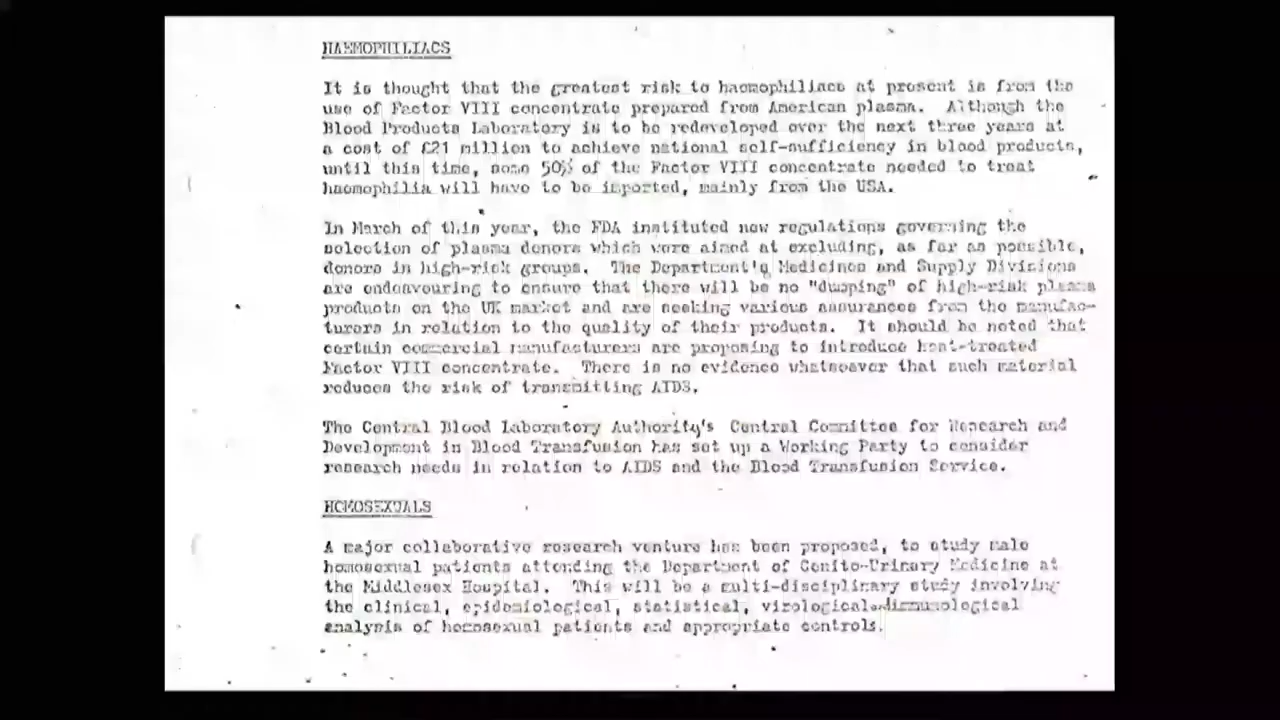 HAEMOPHILIACS
It is thought that the greatest risk to haemophiliacs at present is from the
use of Factor VIII concentrate prepared from American plasma. Although the
Blood Products Laboratory is to be redeveloped over the next three years at
a cost of £21 million to achieve national self-sufficiency in blood products,
until this time, some 50% of the Factor VIII concentrate needed to treat
haemophilia will have to be imported, mainly from the USA.
In March of this year, the FDA instituted new regulations governing the
selection of plasma donors which were aimed at excluding, as far as possible,
donors in high-risk groups. The Department's Medicines and Supply Divisions
are endeavouring to ensure that there will be no "dumping" of high-risk plasma
products on the UK market and are seeking various assurances from the manufac-
turers in relation to the quality of their products. It should be noted that
certain commercial manufacturers are proposing to introduce heat-treated
Factor VIII concentrate. There is no evidence whatsoever that such material
reduces the risk of transmitting AIDS.
The Central Blood Laboratory Authority's Central Committee for Research and
Development in Blood Transfusion has set up a Working Party to consider
research needs in relation to AIDS and the Blood Transfusion Service.
HOMOSEXUALS
A major collaborative research venture has been proposed, to study male
homosexual patients attending the Department of Genito-Urinary Medicine at
the Middlesex Hospital. This will be a multi-disciplinary study involving
the clinical, epidemiological, statistical, virological-immunological
analysis of homosexual patients and appropriate controls.